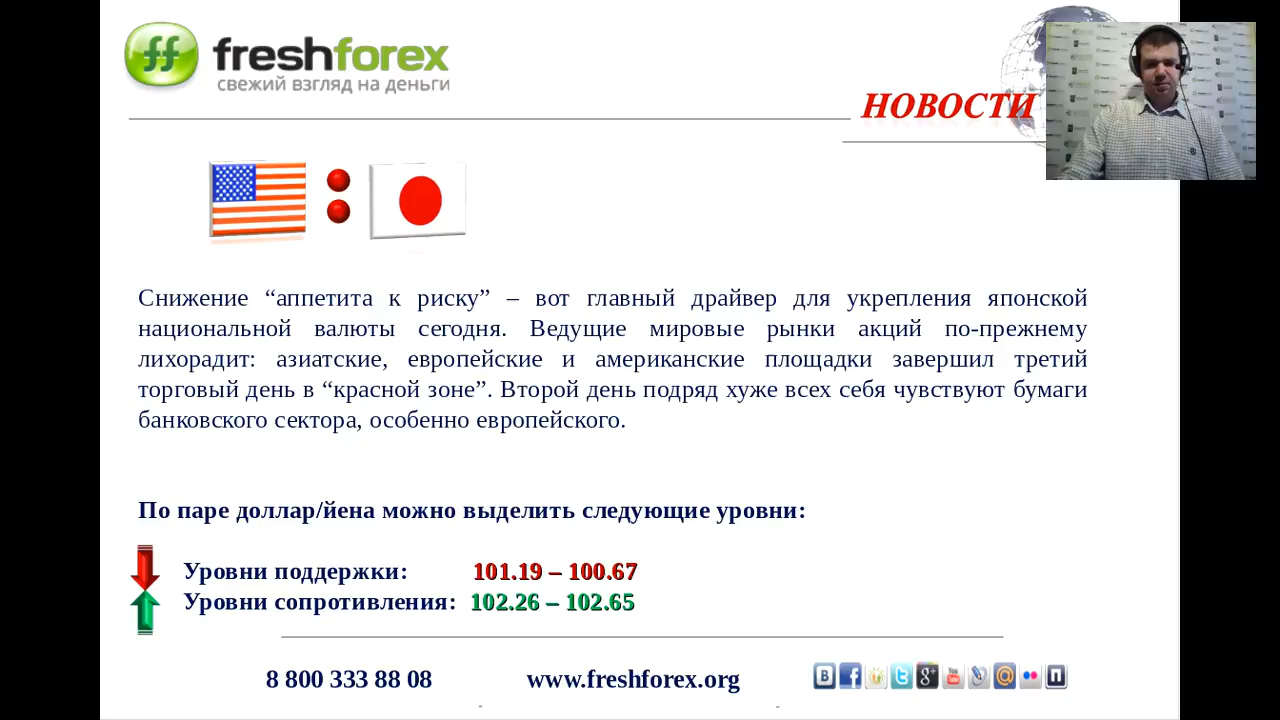 ff freshforex
свежий взгляд на деньги
НОВОСТИ
Снижение “аппетита к риску” – вот главный драйвер для укрепления японской
национальной валюты сегодня. Ведущие мировые рынки акций по-прежнему
лихорадит: азиатские, европейские и американские площадки завершил третий
торговый день в “красной зоне”. Второй день подряд хуже всех себя чувствуют бумаги
банковского сектора, особенно европейского.
По паре доллар/йена можно выделить следующие уровни:
Уровни поддержки: 101.19 – 100.67
Уровни сопротивления: 102.26 – 102.65
8 800 333 88 08 www.freshforex.org